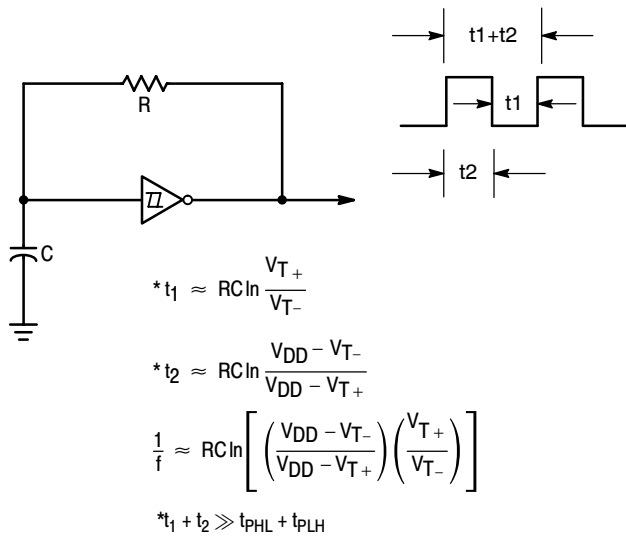 t1+t2
R
t1
t2
C
*t1 ≈ RC ln VT+ / VT−
*t2 ≈ RC ln VDD − VT− / VDD − VT+
1/f ≈ RC ln [ ( VDD − VT− / VDD − VT+ ) ( VT+ / VT− ) ]
*t1 + t2 ≫ tPHL + tPLH